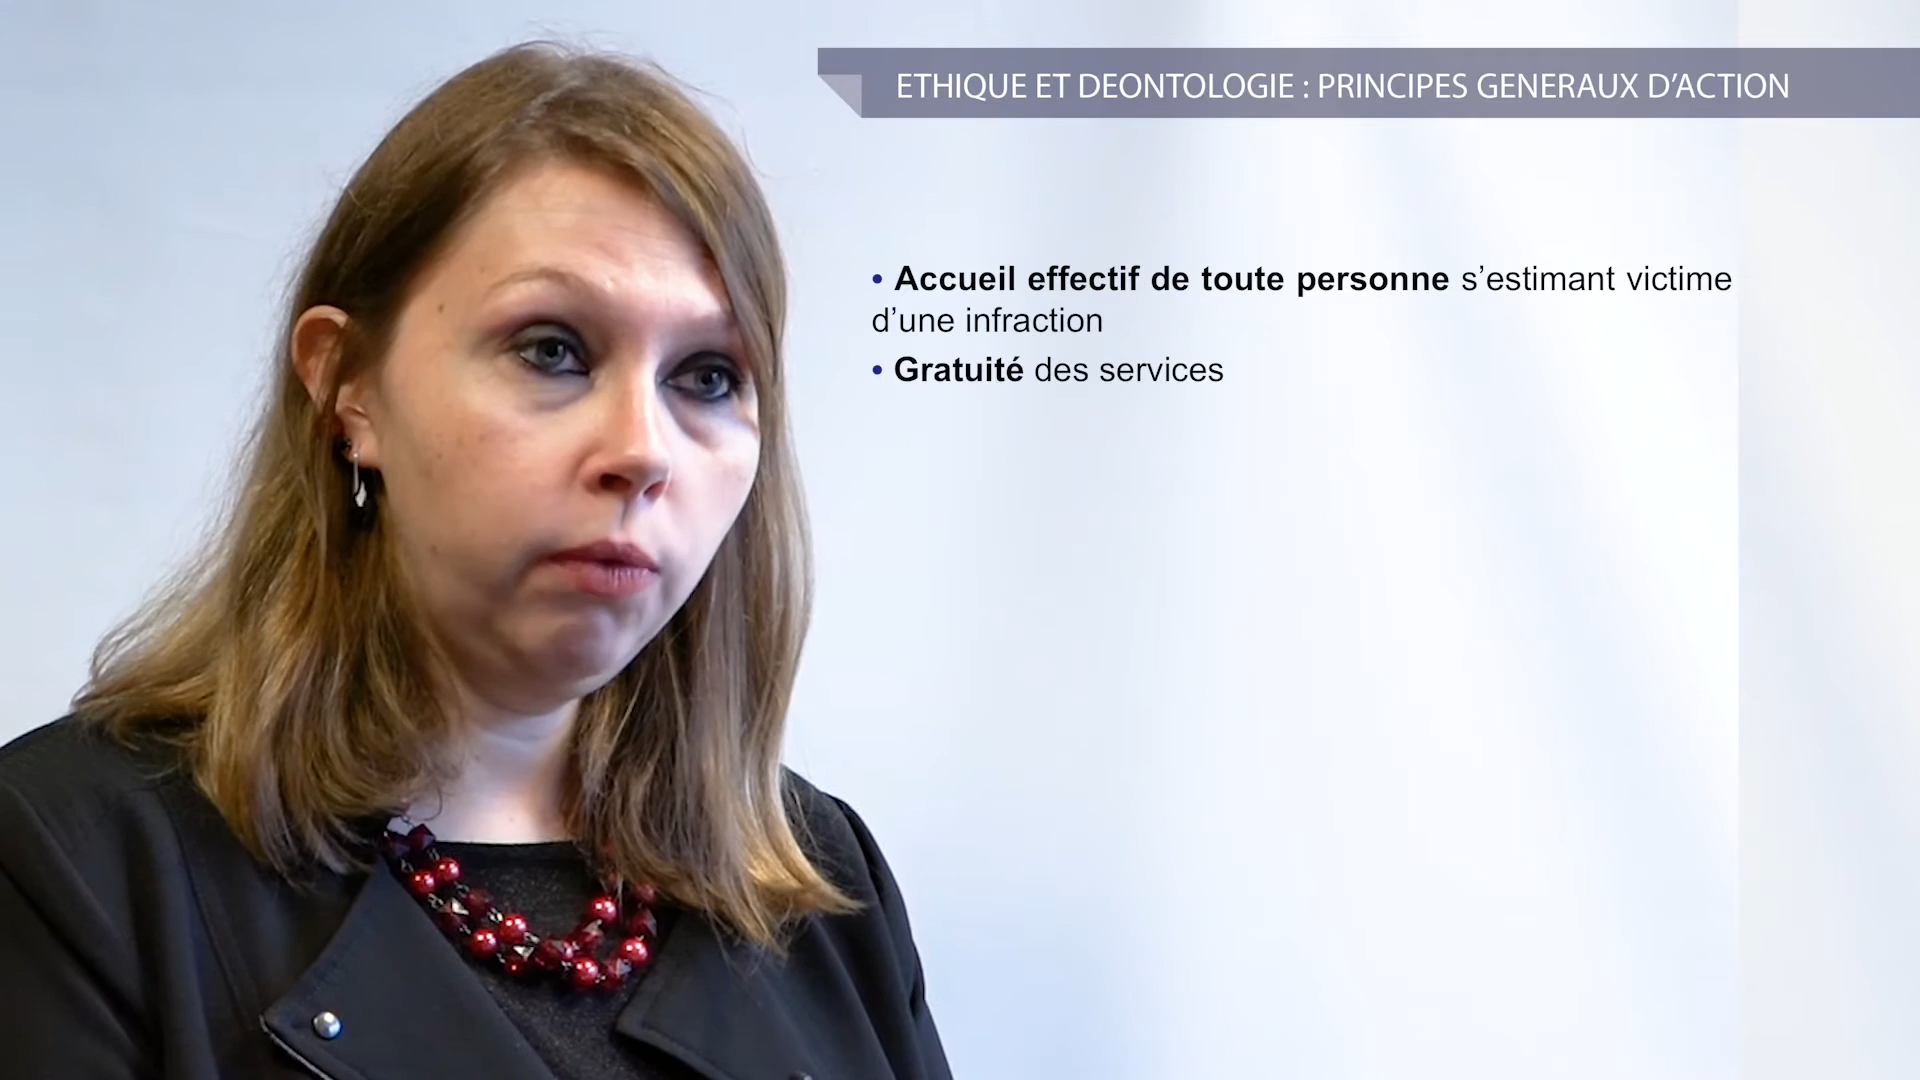 ETHIQUE ET DEONTOLOGIE : PRINCIPES GENERAUX D’ACTION
• Accueil effectif de toute personne s’estimant victime
d’une infraction
• Gratuité des services